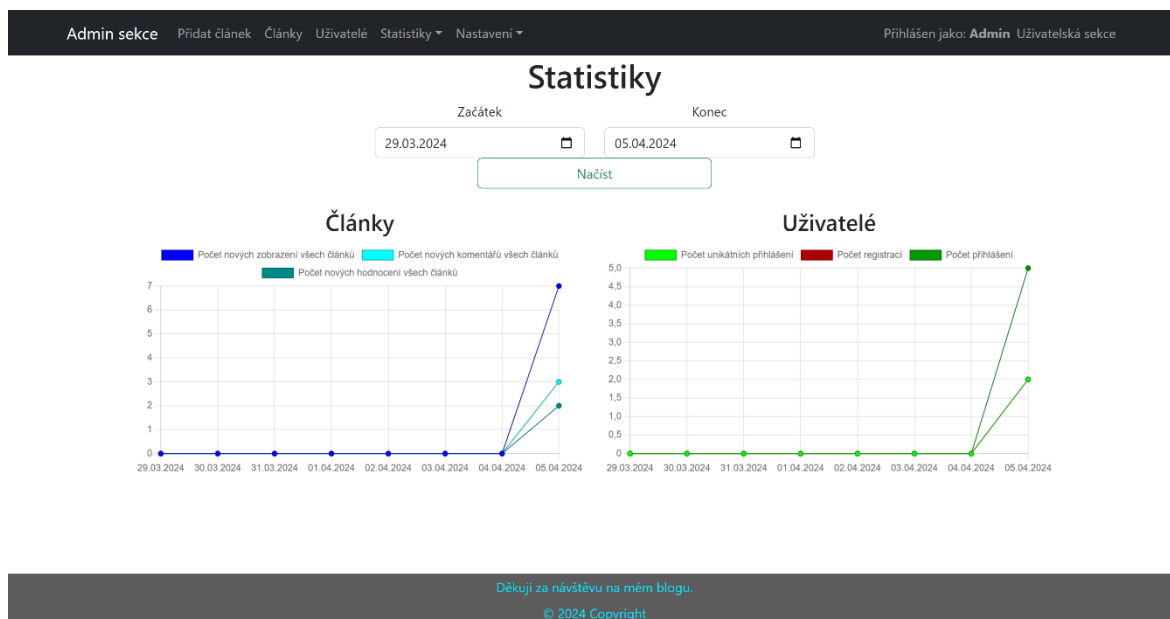 Admin sekce Přidat článek Články Uživatelé Statistiky Nastavení Přihlášen jako: Admin Uživatelská sekce
Statistiky
Začátek Konec
29.03.2024 05.04.2024
Načíst
Články
Počet nových zobrazení všech článků Počet nových komentářů všech článků
Počet nových hodnocení všech článků
7
6
5
4
3
2
1
0
29.03.2024 30.03.2024 31.03.2024 01.04.2024 02.04.2024 03.04.2024 04.04.2024 05.04.2024
Uživatelé
Počet unikátních přihlášení Počet registrací Počet přihlášení
5,0
4,5
4,0
3,5
3,0
2,5
2,0
1,5
1,0
0,5
0
29.03.2024 30.03.2024 31.03.2024 01.04.2024 02.04.2024 03.04.2024 04.04.2024 05.04.2024
Děkuji za návštěvu na mém blogu.
© 2024 Copyright